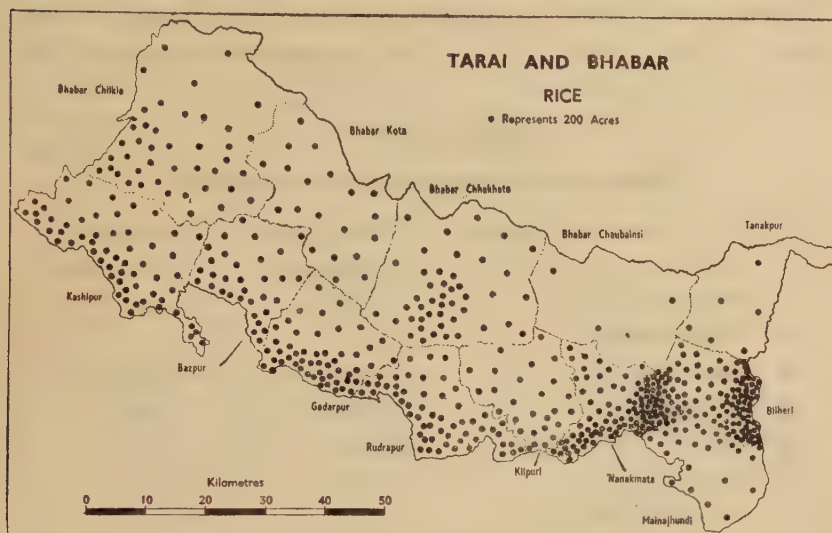 TARAI AND BHABAR
RICE
Represents 200 Acres
Bhabar Chilkia
Bhabar Kota
Bhabar Chhakhata
Bhabar Chaubainsi
Tanakpur
Kashipur
Bazpur
Gadarpur
Rudrapur
Kilpuri
Nanakmata
Bilheri
Mainajhundi
Kilometres
0 10 20 30 40 50